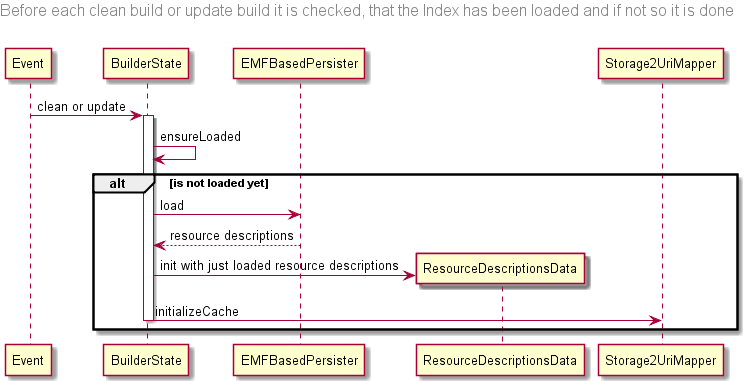 Before each clean build or update build it is checked, that the Index has been loaded and if not so it is done
Event
BuilderState
EMFBasedPersister
Storage2UriMapper
clean or update
ensureLoaded
alt
[is not loaded yet]
load
resource descriptions
init with just loaded resource descriptions
ResourceDescriptionsData
initializeCache
Event
BuilderState
EMFBasedPersister
ResourceDescriptionsData
Storage2UriMapper